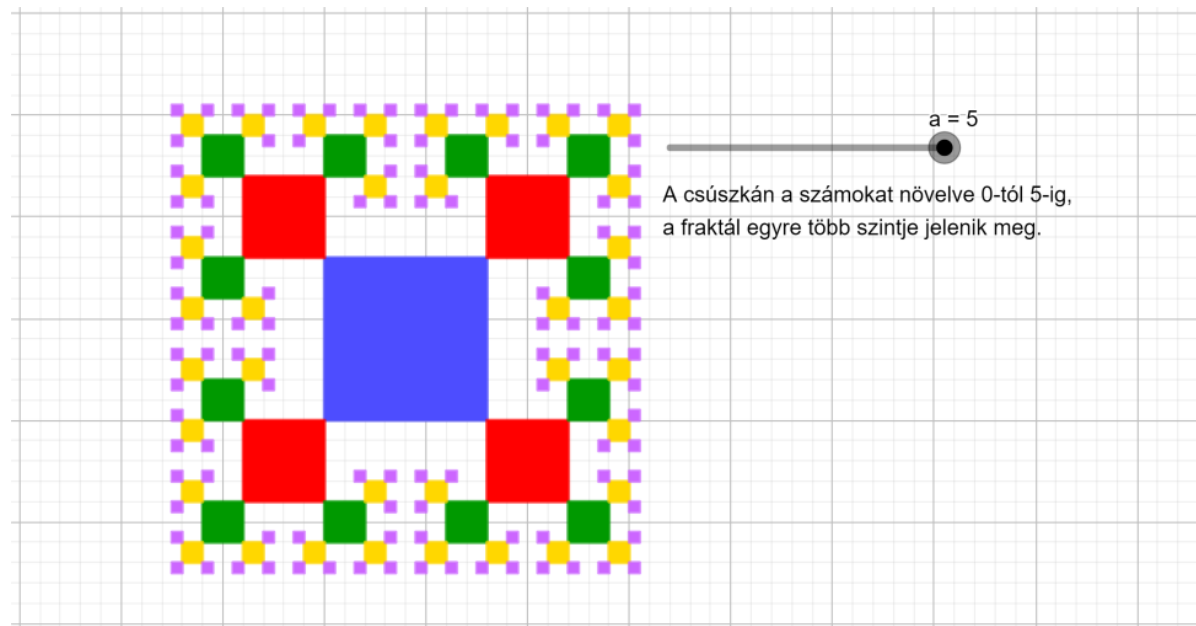 a = 5
A csúszkán a számokat növelve 0-tól 5-ig,
a fraktál egyre több szintje jelenik meg.